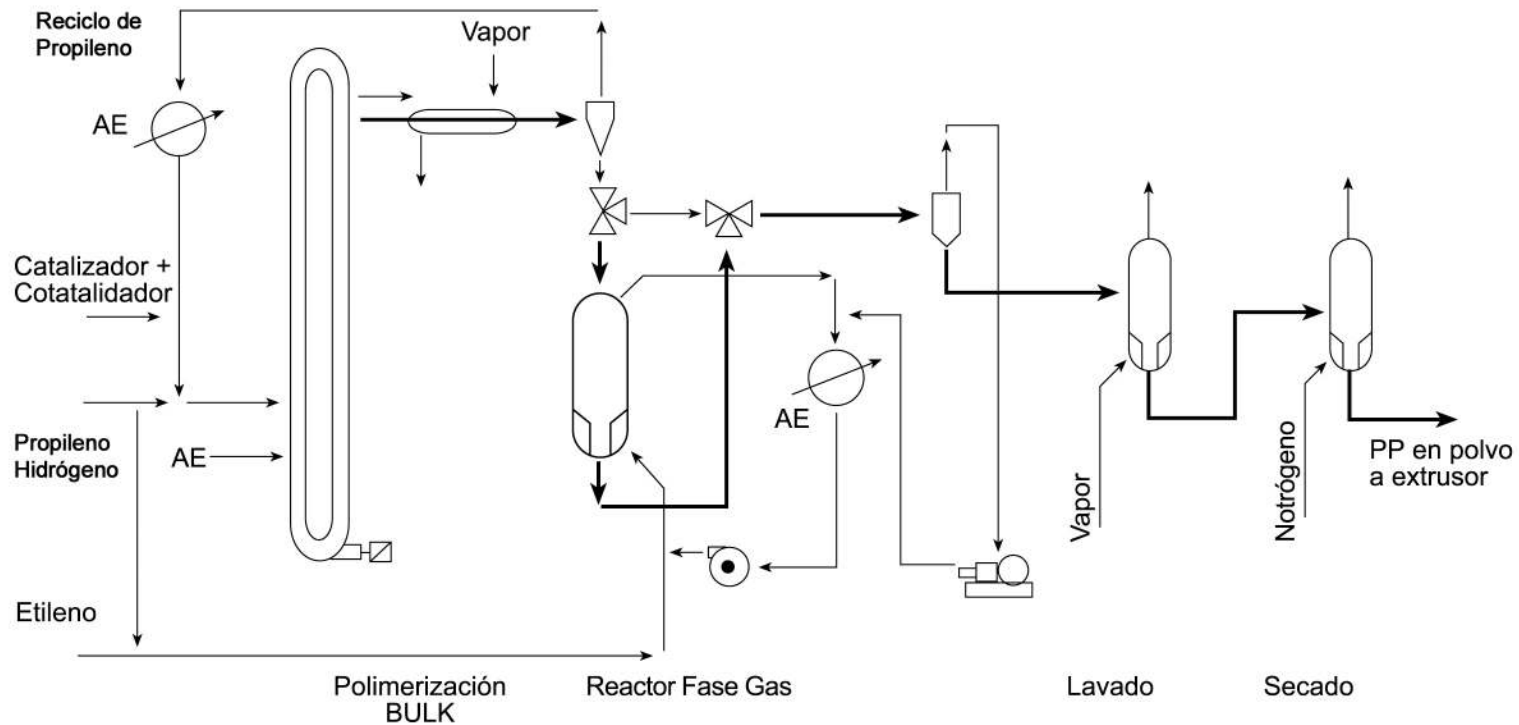 Reciclo de
Propileno
Vapor
AE
Catalizador +
Cotatalidador
Propileno
Hidrógeno
AE
AE
Vapor
Notrógeno
PP en polvo
a extrusor
Etileno
Polimerización
BULK
Reactor Fase Gas
Lavado
Secado